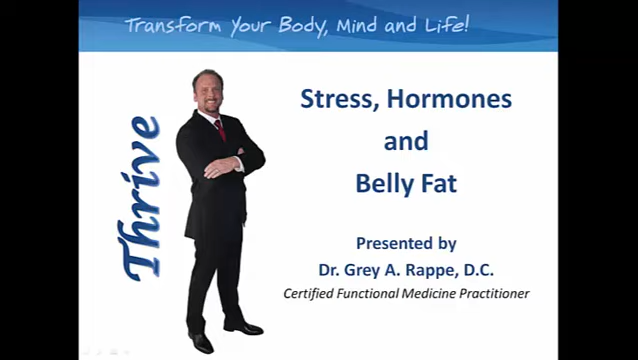 Transform Your Body, Mind and Life!
Thrive
Stress, Hormones
and
Belly Fat
Presented by
Dr. Grey A. Rappe, D.C.
Certified Functional Medicine Practitioner